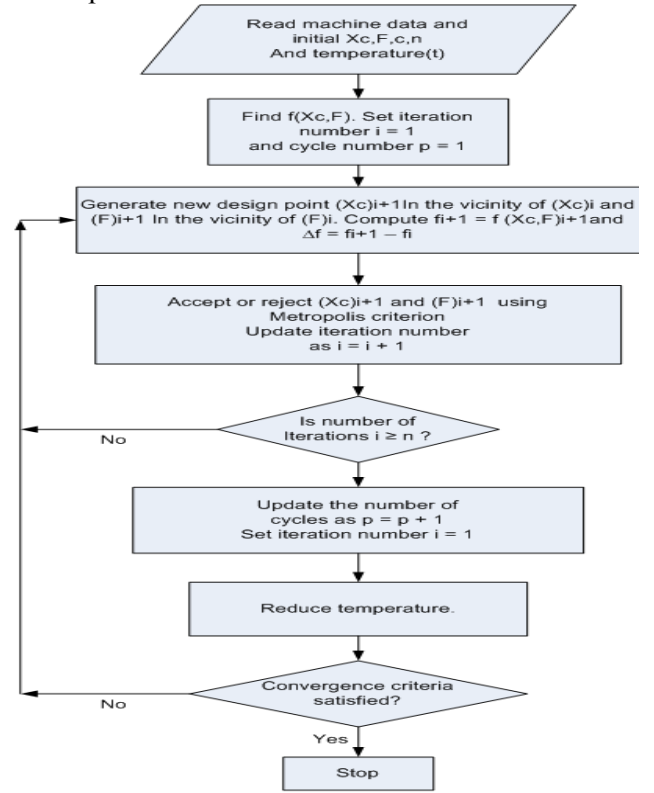 Read machine data and
initial Xc,F,c,n
And temperature(t)
Find f(Xc,F). Set iteration
number i = 1
and cycle number p = 1
Generate new design point (Xc)i+1In the vicinity of (Xc)i and
(F)i+1 In the vicinity of (F)i. Compute fi+1 = f (Xc,F)i+1and
Δf = fi+1 – fi
Accept or reject (Xc)i+1 and (F)i+1 using
Metropolis criterion
Update iteration number
as i = i + 1
Is number of
Iterations i ≥ n ?
No
Update the number of
cycles as p = p + 1
Set iteration number i = 1
Reduce temperature.
Convergence criteria
satisfied?
No
Yes
Stop